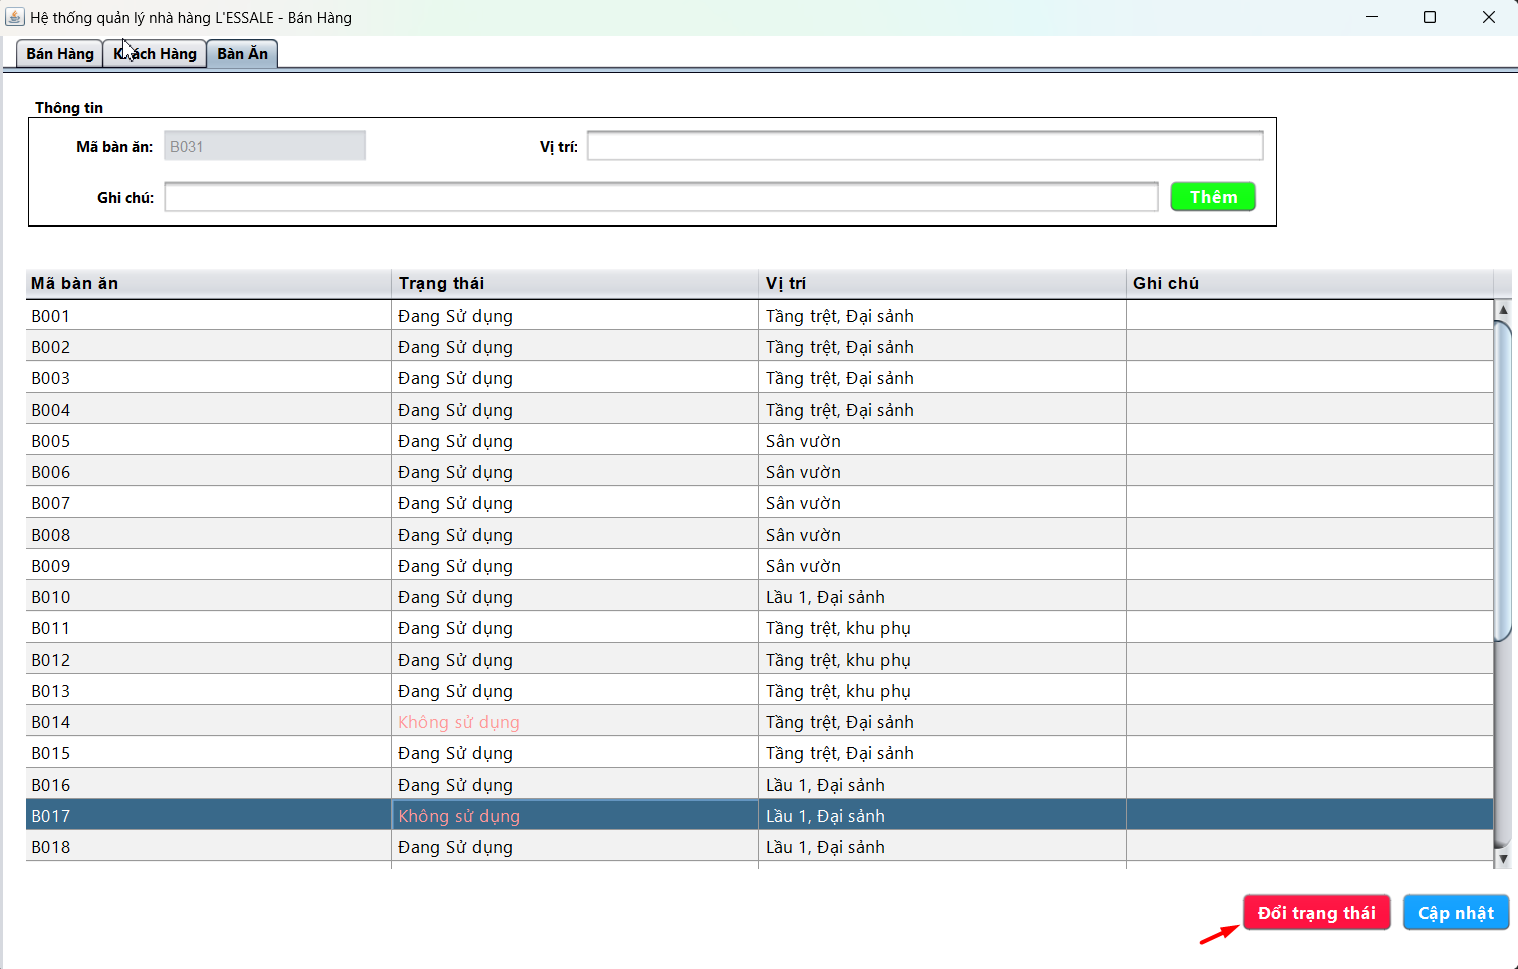 Hệ thống quản lý nhà hàng L'ESSALE - Bán Hàng
Bán Hàng Khách Hàng Bàn Ăn
Thông tin
Mã bàn ăn: B031 Vị trí:
Ghi chú: Thêm
Mã bàn ăn Trạng thái Vị trí Ghi chú
B001 Đang Sử dụng Tầng trệt, Đại sảnh
B002 Đang Sử dụng Tầng trệt, Đại sảnh
B003 Đang Sử dụng Tầng trệt, Đại sảnh
B004 Đang Sử dụng Tầng trệt, Đại sảnh
B005 Đang Sử dụng Sân vườn
B006 Đang Sử dụng Sân vườn
B007 Đang Sử dụng Sân vườn
B008 Đang Sử dụng Sân vườn
B009 Đang Sử dụng Sân vườn
B010 Đang Sử dụng Lầu 1, Đại sảnh
B011 Đang Sử dụng Tầng trệt, khu phụ
B012 Đang Sử dụng Tầng trệt, khu phụ
B013 Đang Sử dụng Tầng trệt, khu phụ
B014 Không sử dụng Tầng trệt, Đại sảnh
B015 Đang Sử dụng Tầng trệt, Đại sảnh
B016 Đang Sử dụng Lầu 1, Đại sảnh
B017 Không sử dụng Lầu 1, Đại sảnh
B018 Đang Sử dụng Lầu 1, Đại sảnh
Đổi trạng thái Cập nhật